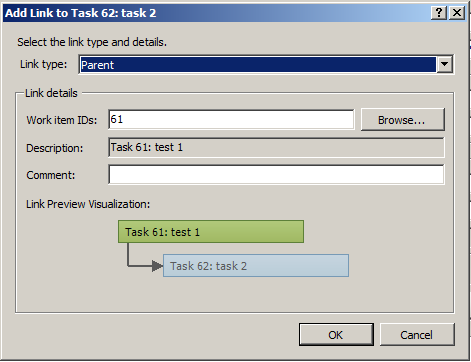 Add Link to Task 62: task 2
Select the link type and details.
Link type: Parent
Link details
Work item IDs: 61 Browse...
Description: Task 61: test 1
Comment:
Link Preview Visualization:
Task 61: test 1
Task 62: task 2
OK Cancel